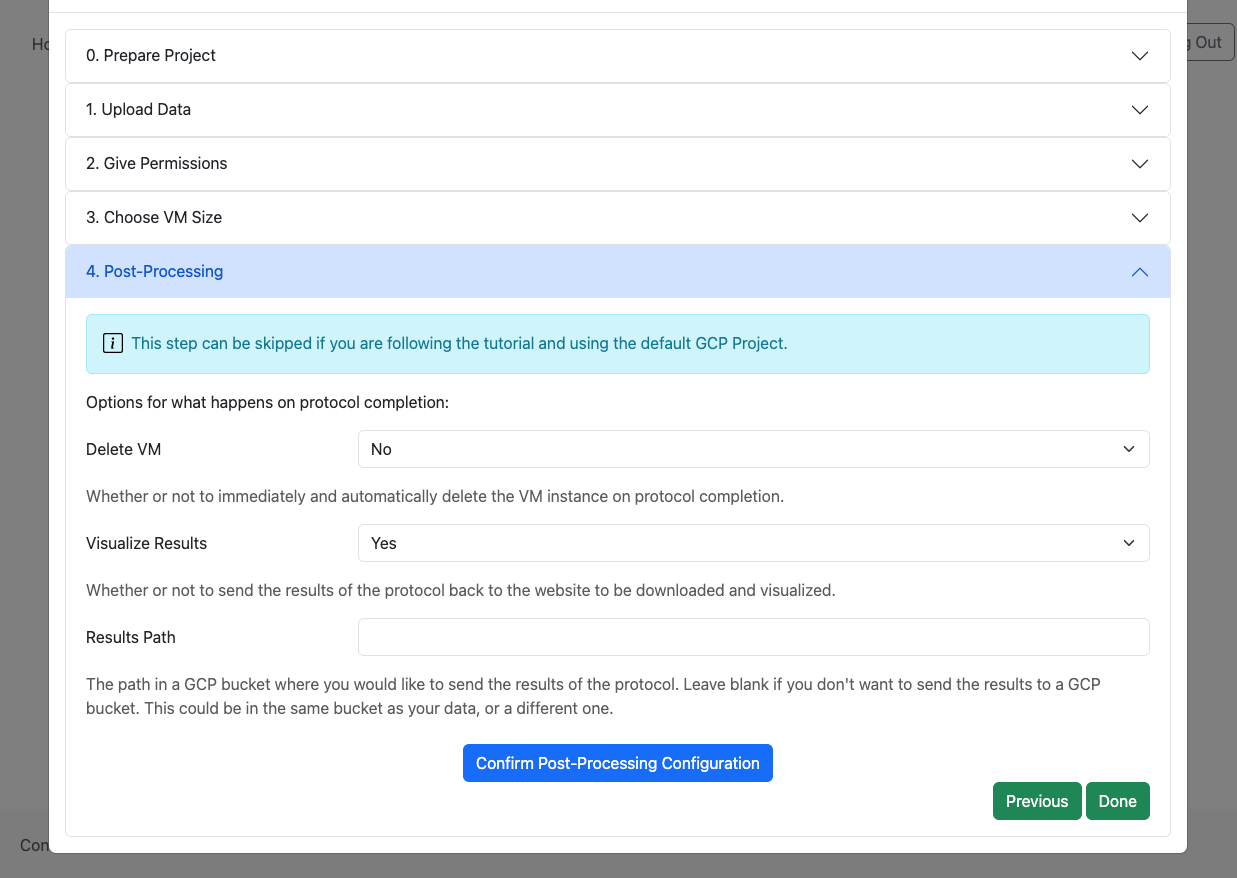 0. Prepare Project
1. Upload Data
2. Give Permissions
3. Choose VM Size
4. Post-Processing
This step can be skipped if you are following the tutorial and using the default GCP Project.
Options for what happens on protocol completion:
Delete VM
No
Whether or not to immediately and automatically delete the VM instance on protocol completion.
Visualize Results
Yes
Whether or not to send the results of the protocol back to the website to be downloaded and visualized.
Results Path
The path in a GCP bucket where you would like to send the results of the protocol. Leave blank if you don't want to send the results to a GCP
bucket. This could be in the same bucket as your data, or a different one.
Confirm Post-Processing Configuration
Previous
Done
Out